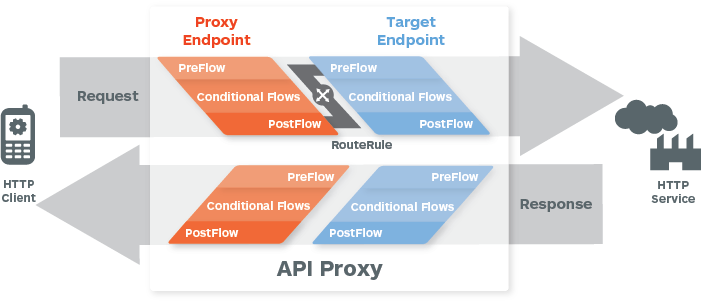 Proxy
Endpoint
Target
Endpoint
Request
PreFlow
Conditional Flows
PostFlow
PreFlow
Conditional Flows
PostFlow
RouteRule
HTTP
Client
HTTP
Service
PreFlow
Conditional Flows
PostFlow
PreFlow
Conditional Flows
PostFlow
Response
API Proxy